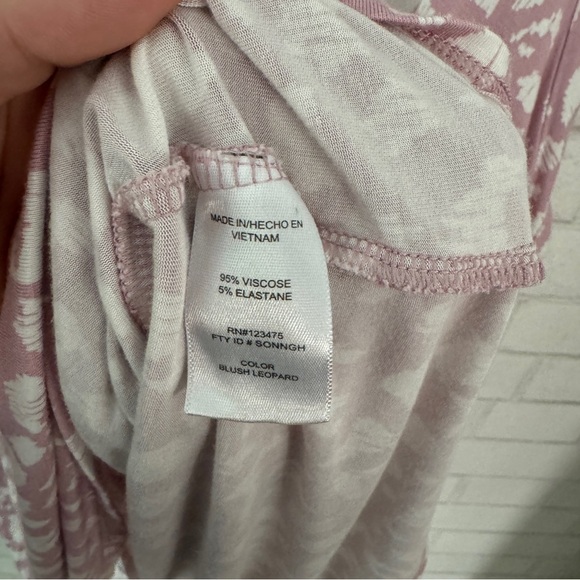 MADE IN/HECHO EN
VIETNAM
95% VISCOSE
5% ELASTANE
RN#123475
FTY ID # SONNGH
COLOR
BLUSH LEOPARD